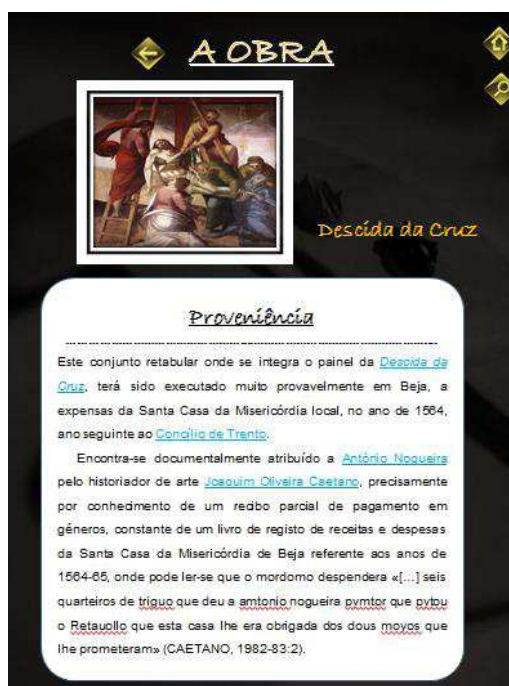 A OBRA
Descida da Cruz
Proveniência
Este conjunto retabular onde se integra o painel da Descida da
Cruz, terá sido executado muito provavelmente em Beja, a
expensas da Santa Casa da Misericórdia local, no ano de 1564,
ano seguinte ao Concílio de Trento.
Encontra-se documentalmente atribuído a António Nogueira
pelo historiador de arte Joaquim Oliveira Caetano, precisamente
por conhecimento de um recibo parcial de pagamento em
géneros, constante de um livro de registo de receitas e despesas
da Santa Casa da Misericórdia de Beja referente aos anos de
1564-65, onde pode ler-se que o mordomo despendera «[...] seis
quarteiros de triguo que deu a amtonio nogueira pymtor que pytou
o Retauollo que esta casa lhe era obrigada dos dous moyos que
lhe prometeram» (CAETANO, 1982-83:2).